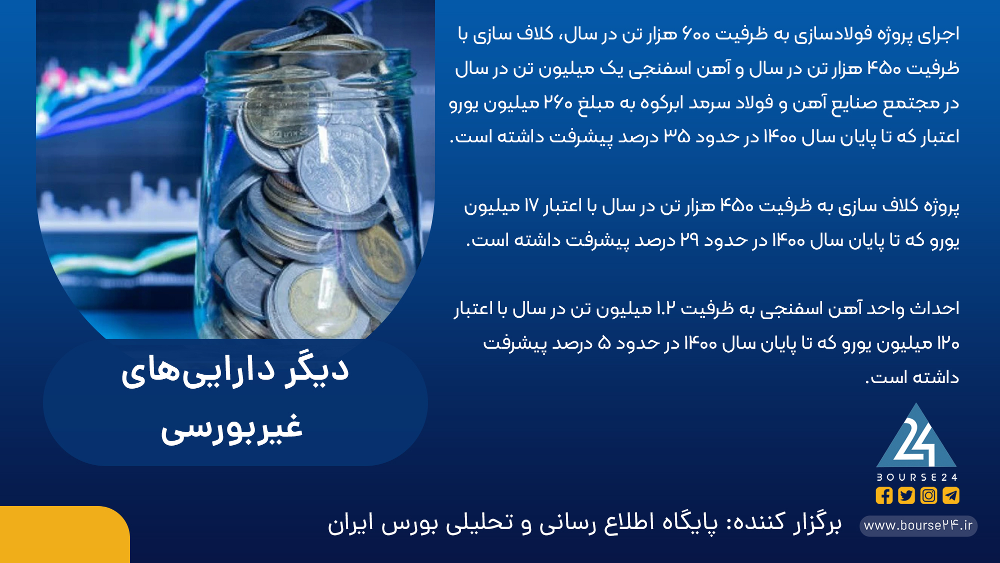 اجرای پروژه فولادسازی به ظرفیت ۶۰۰ هزار تن در سال، کلاف سازی با
ظرفیت ۴۵۰ هزار تن در سال و آهن اسفنجی یک میلیون تن در سال
در مجتمع صنایع آهن و فولاد سرمد ابرکوه به مبلغ ۲۶۰ میلیون یورو
اعتبار که تا پایان سال ۱۴۰۰ در حدود ۳۵ درصد پیشرفت داشته است.
پروژه کلاف سازی به ظرفیت ۴۵۰ هزار تن در سال با اعتبار ۱۷ میلیون
یورو که تا پایان سال ۱۴۰۰ در حدود ۲۹ درصد پیشرفت داشته است.
احداث واحد آهن اسفنجی به ظرفیت ۱.۲ میلیون تن در سال با اعتبار
۱۲۰ میلیون یورو که تا پایان سال ۱۴۰۰ در حدود ۵ درصد پیشرفت
داشته است.
دیگر دارایی‌های
غیربورسی
24
BOURSE24
www.bourse۲۴.ir
برگزار کننده: پایگاه اطلاع رسانی و تحلیلی بورس ایران